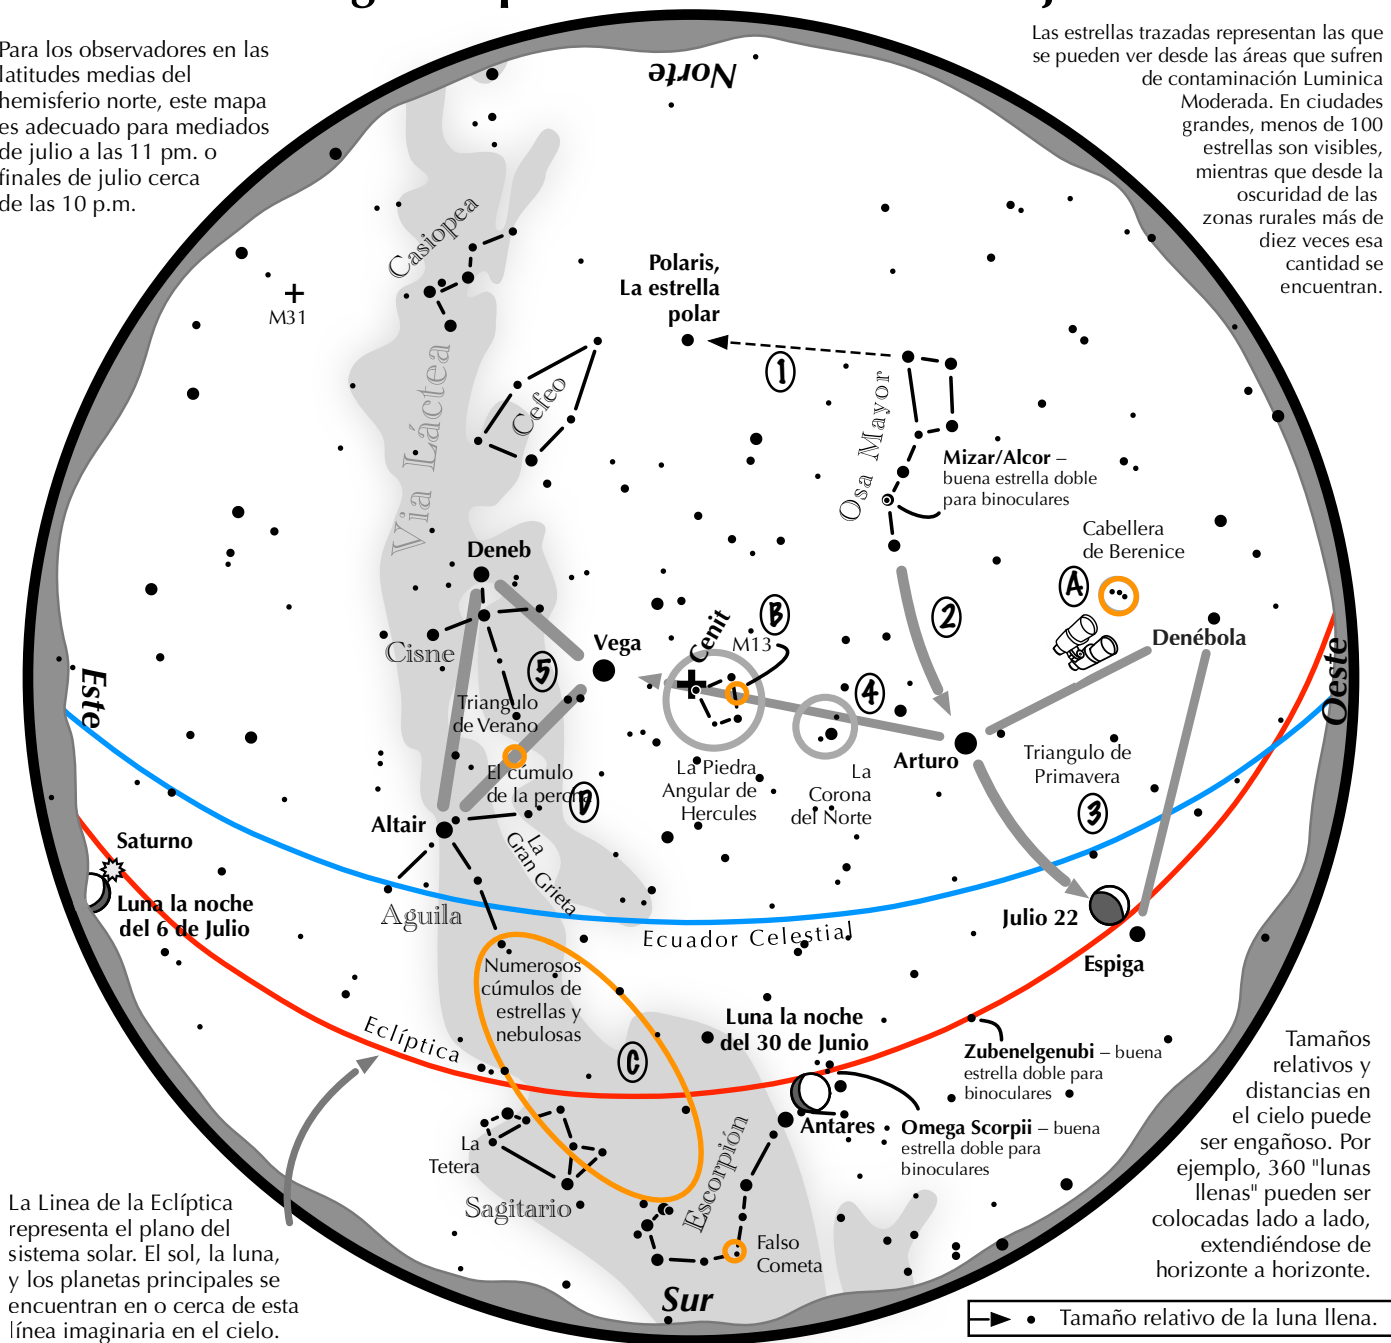 Para los observadores en las
latitudes medias del
hemisferio norte, este mapa
es adecuado para mediados
de julio a las 11 pm. o
finales de julio cerca
de las 10 p.m.
Las estrellas trazadas representan las que
se pueden ver desde las áreas que sufren
de contaminación Luminica
Moderada. En ciudades
grandes, menos de 100
estrellas son visibles,
mientras que desde la
oscuridad de las
zonas rurales más de
diez veces esa
cantidad se
encuentran.
Norte
Casiopea
M31
Polaris,
La estrella
polar
1
Cefeo
Via Láctea
Osa Mayor
Mizar/Alcor –
buena estrella doble
para binoculares
Cabellera
de Berenice
A
Deneb
Cisne
Vega
Cenit
B
M13
2
Denébola
Este
Oeste
5
4
Triangulo
de Verano
El cúmulo
de la percha
D
La Piedra
Angular de
Hercules
La
Corona
del Norte
Arturo
Triangulo de
Primavera
3
Altair
La
Gran Grieta
Saturno
Luna la noche
del 6 de Julio
Aguila
Ecuador Celestial
Julio 22
Espiga
Numerosos
cúmulos de
estrellas y
nebulosas
C
Eclíptica
Luna la noche
del 30 de Junio
Zubenelgenubi – buena
estrella doble para
binoculares
Antares
Omega Scorpii – buena
estrella doble para
binoculares
La
Tetera
Sagitario
Escorpión
Falso
Cometa
Sur
La Linea de la Eclíptica
representa el plano del
sistema solar. El sol, la luna,
y los planetas principales se
encuentran en o cerca de esta
línea imaginaria en el cielo.
Tamaños
relativos y
distancias en
el cielo puede
ser engañoso. Por
ejemplo, 360 "lunas
llenas" pueden ser
colocadas lado a lado,
extendiéndose de
horizonte a horizonte.
Tamaño relativo de la luna llena.